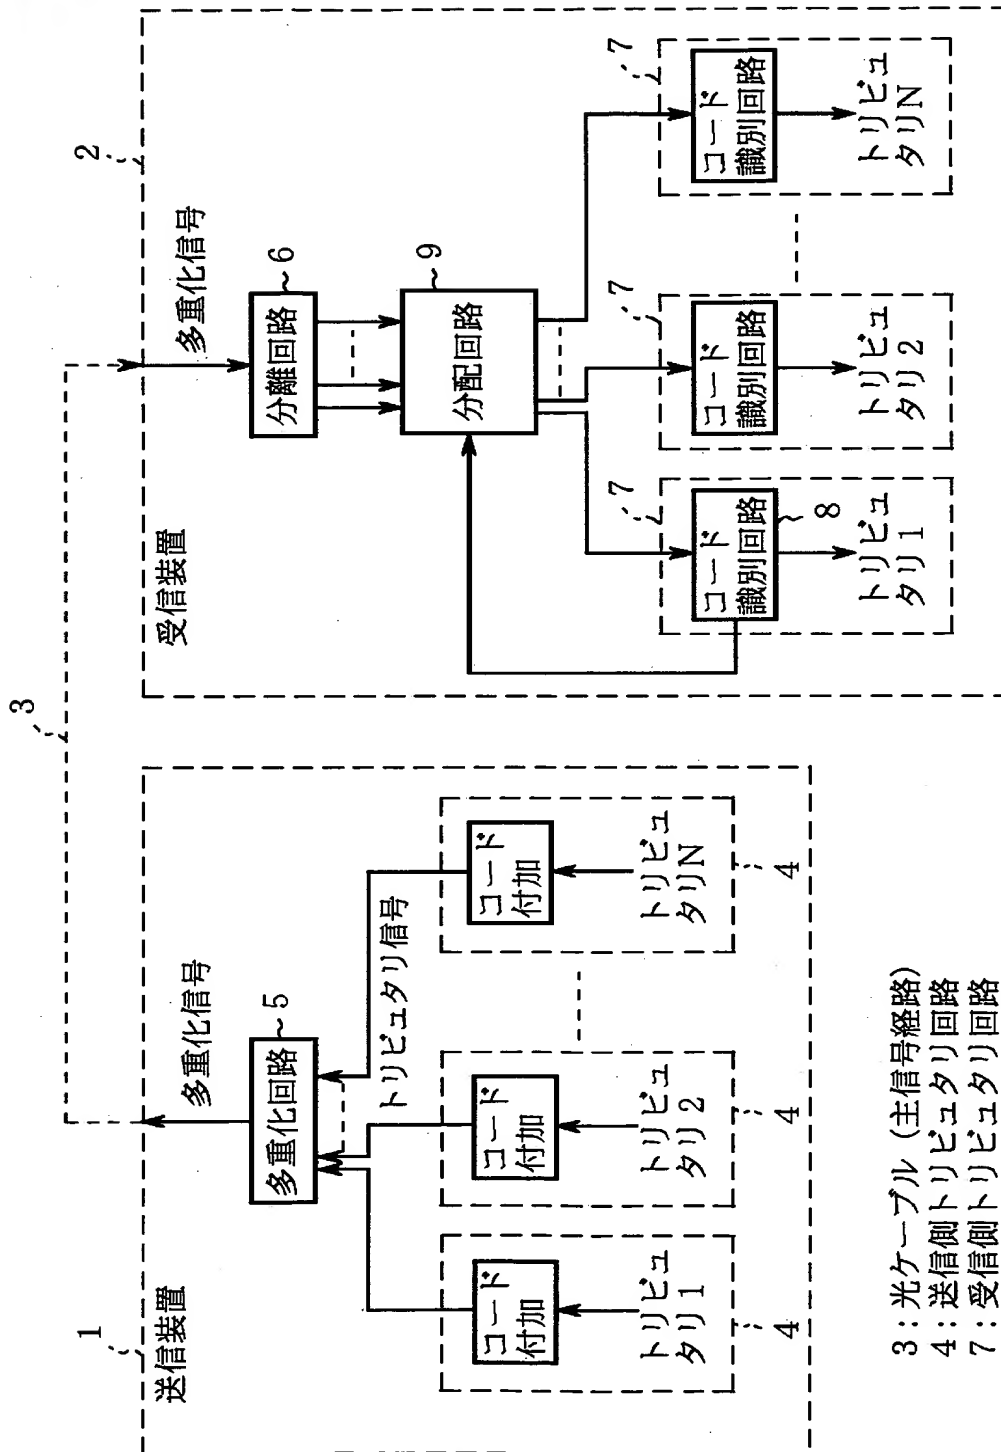 1
送信装置
多重化信号
多重化回路
5
トリビュタリ信号
コード
付加
コード
付加
コード
付加
トリビュ
タリ1
トリビュ
タリ2
トリビュ
タリN
4
4
4
3
2
受信装置
多重化信号
分離回路
6
分配回路
9
7
7
7
コード
識別回路
8
コード
識別回路
コード
識別回路
トリビュ
タリ1
トリビュ
タリ2
トリビュ
タリN
3:光ケーブル(主信号経路)
4:送信側トリビュタリ回路
7:受信側トリビュタリ回路